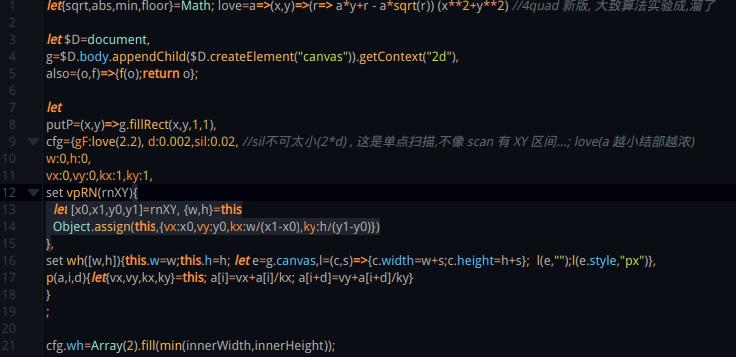 1 let{sqrt,abs,min,floor}=Math; love=a=>(x,y)=>(r=> a*y+r - a*sqrt(r)) (x**2+y**2) //4quad 新版, 大致算法实验成,溜了
2
3 let $D=document,
4 g=$D.body.appendChild($D.createElement("canvas")).getContext("2d"),
5 also=(o,f)=>{f(o);return o};
6
7 let
8 putP=(x,y)=>g.fillRect(x,y,1,1),
9 cfg={gF:love(2.2), d:0.002,sil:0.02, //sil不可太小(2*d) , 这是单点扫描,不像 scan 有 XY 区间...; love(a 越小结部越浓)
10 w:0,h:0,
11 vx:0,vy:0,kx:1,ky:1,
12 set vpRN(rnXY){
13 let [x0,x1,y0,y1]=rnXY, {w,h}=this
14 Object.assign(this,{vx:x0,vy:y0,kx:w/(x1-x0),ky:h/(y1-y0)})
15 },
16 set wh([w,h]){this.w=w;this.h=h; let e=g.canvas,l=(c,s)=>{c.width=w+s;c.height=h+s}; l(e,"");l(e.style,"px")},
17 p(a,i,d){let{vx,vy,kx,ky}=this; a[i]=vx+a[i]/kx; a[i+d]=vy+a[i+d]/ky}
18 }
19 ;
20
21 cfg.wh=Array(2).fill(min(innerWidth,innerHeight));